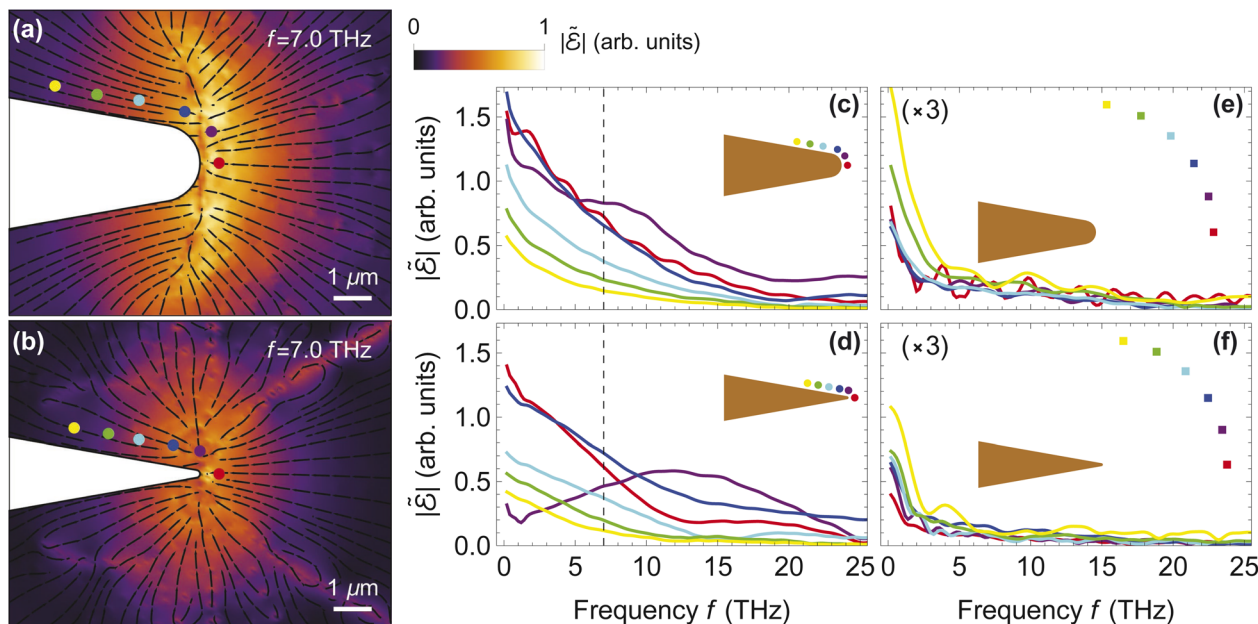 (a)
f=7.0 THz
1 μm
(b)
f=7.0 THz
1 μm
0
1
|ℰ̃| (arb. units)
(c)
|ℰ̃| (arb. units)
1.5
1.0
0.5
0.0
(e)
(×3)
(d)
|ℰ̃| (arb. units)
1.5
1.0
0.5
0.0
0
5
10
15
20
25
Frequency f (THz)
(f)
(×3)
0
5
10
15
20
25
Frequency f (THz)